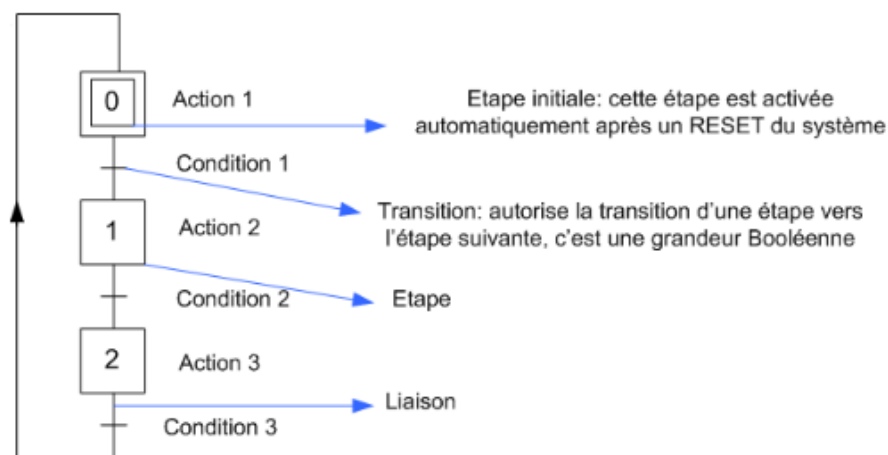 0
Action 1
Etape initiale: cette étape est activée
automatiquement après un RESET du système
Condition 1
Transition: autorise la transition d'une étape vers
l'étape suivante, c'est une grandeur Booléenne
1
Action 2
Condition 2
Etape
2
Action 3
Liaison
Condition 3